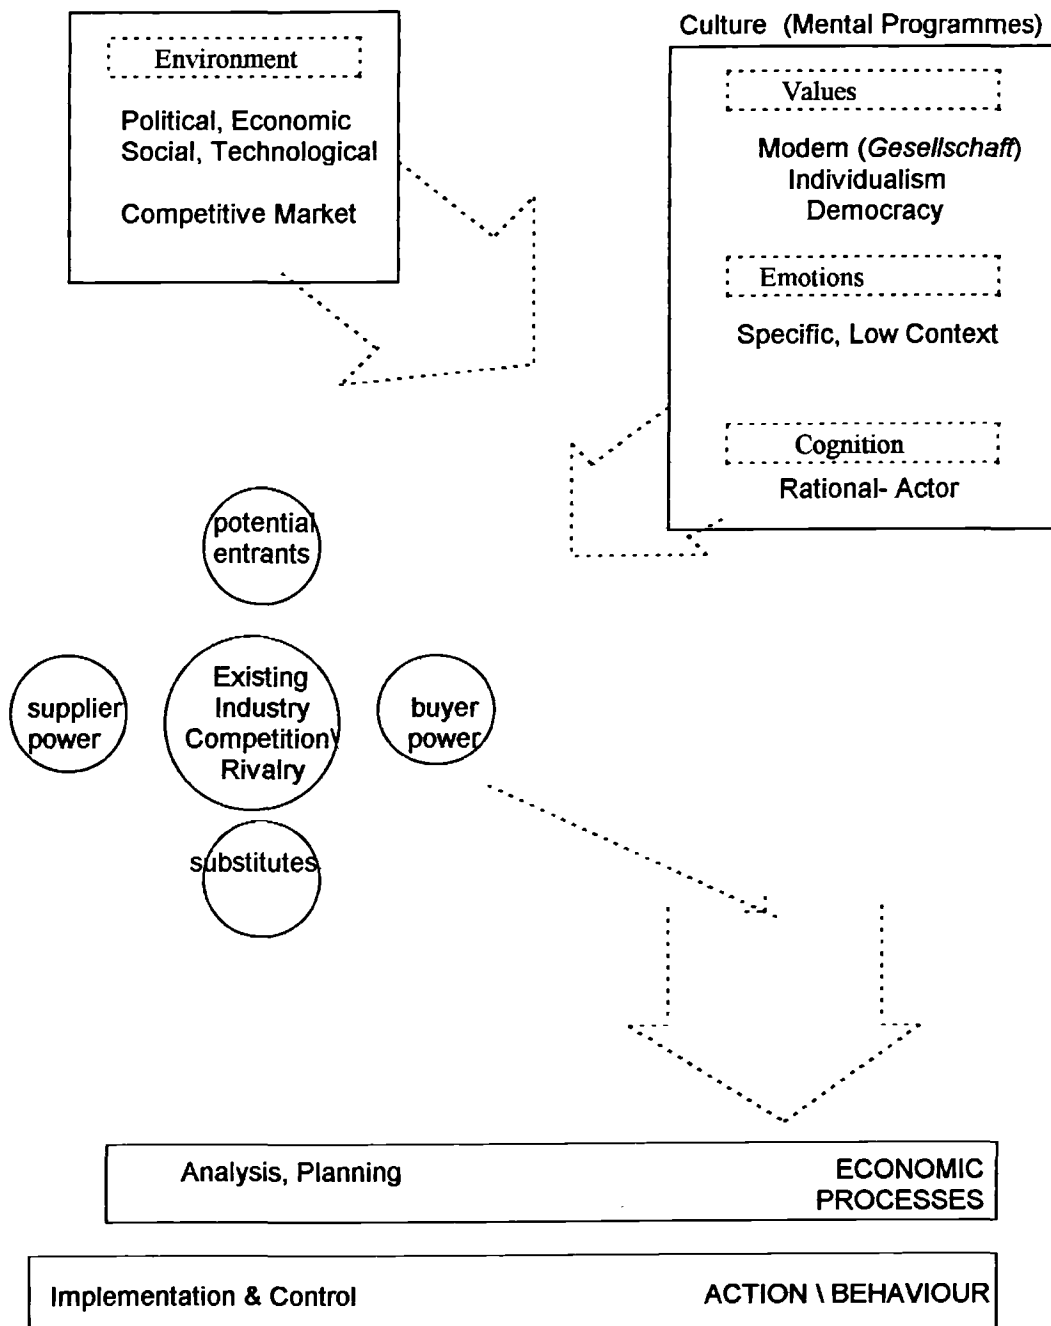 Environment
Political, Economic
Social, Technological
Competitive Market
Culture (Mental Programmes)
Values
Modern (Gesellschaft)
Individualism
Democracy
Emotions
Specific, Low Context
Cognition
Rational- Actor
potential
entrants
supplier
power
Existing
Industry
Competition\
Rivalry
buyer
power
substitutes
Analysis, Planning
ECONOMIC
PROCESSES
Implementation & Control
ACTION \ BEHAVIOUR